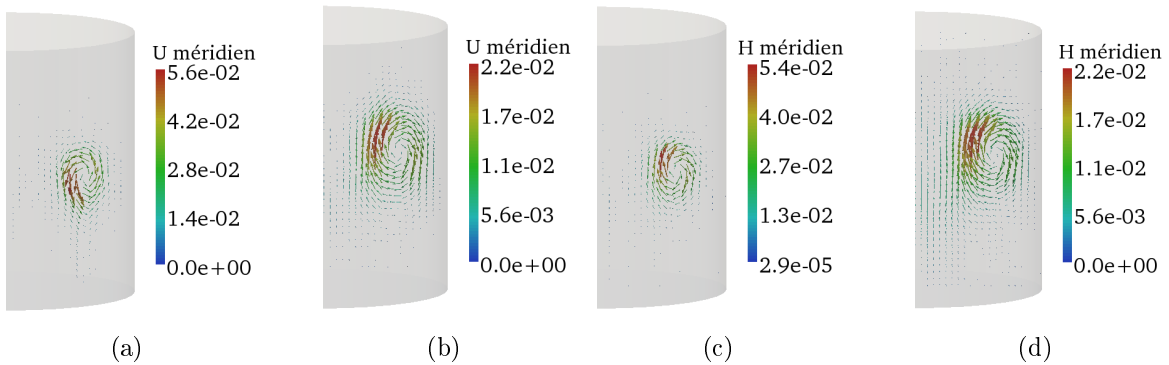 U méridien
5.6e-02
4.2e-02
2.8e-02
1.4e-02
0.0e+00
(a)
U méridien
2.2e-02
1.7e-02
1.1e-02
5.6e-03
0.0e+00
(b)
H méridien
5.4e-02
4.0e-02
2.7e-02
1.3e-02
2.9e-05
(c)
H méridien
2.2e-02
1.7e-02
1.1e-02
5.6e-03
0.0e+00
(d)